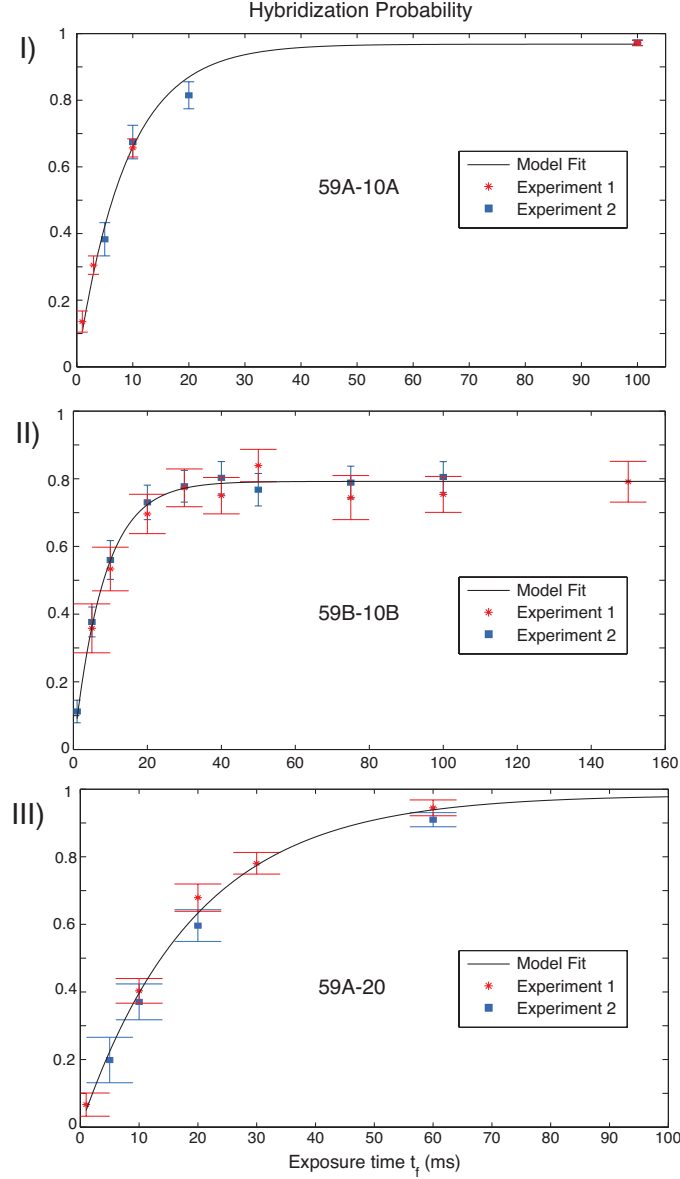 Hybridization Probability
I)
1
0.8
0.6
0.4
0.2
0
0 10 20 30 40 50 60 70 80 90 100
59A-10A
Model Fit
Experiment 1
Experiment 2
II)
1
0.8
0.6
0.4
0.2
0
0 20 40 60 80 100 120 140 160
59B-10B
Model Fit
Experiment 1
Experiment 2
III)
1
0.8
0.6
0.4
0.2
0
0 10 20 30 40 50 60 70 80 90 100
59A-20
Model Fit
Experiment 1
Experiment 2
Exposure time t_f (ms)